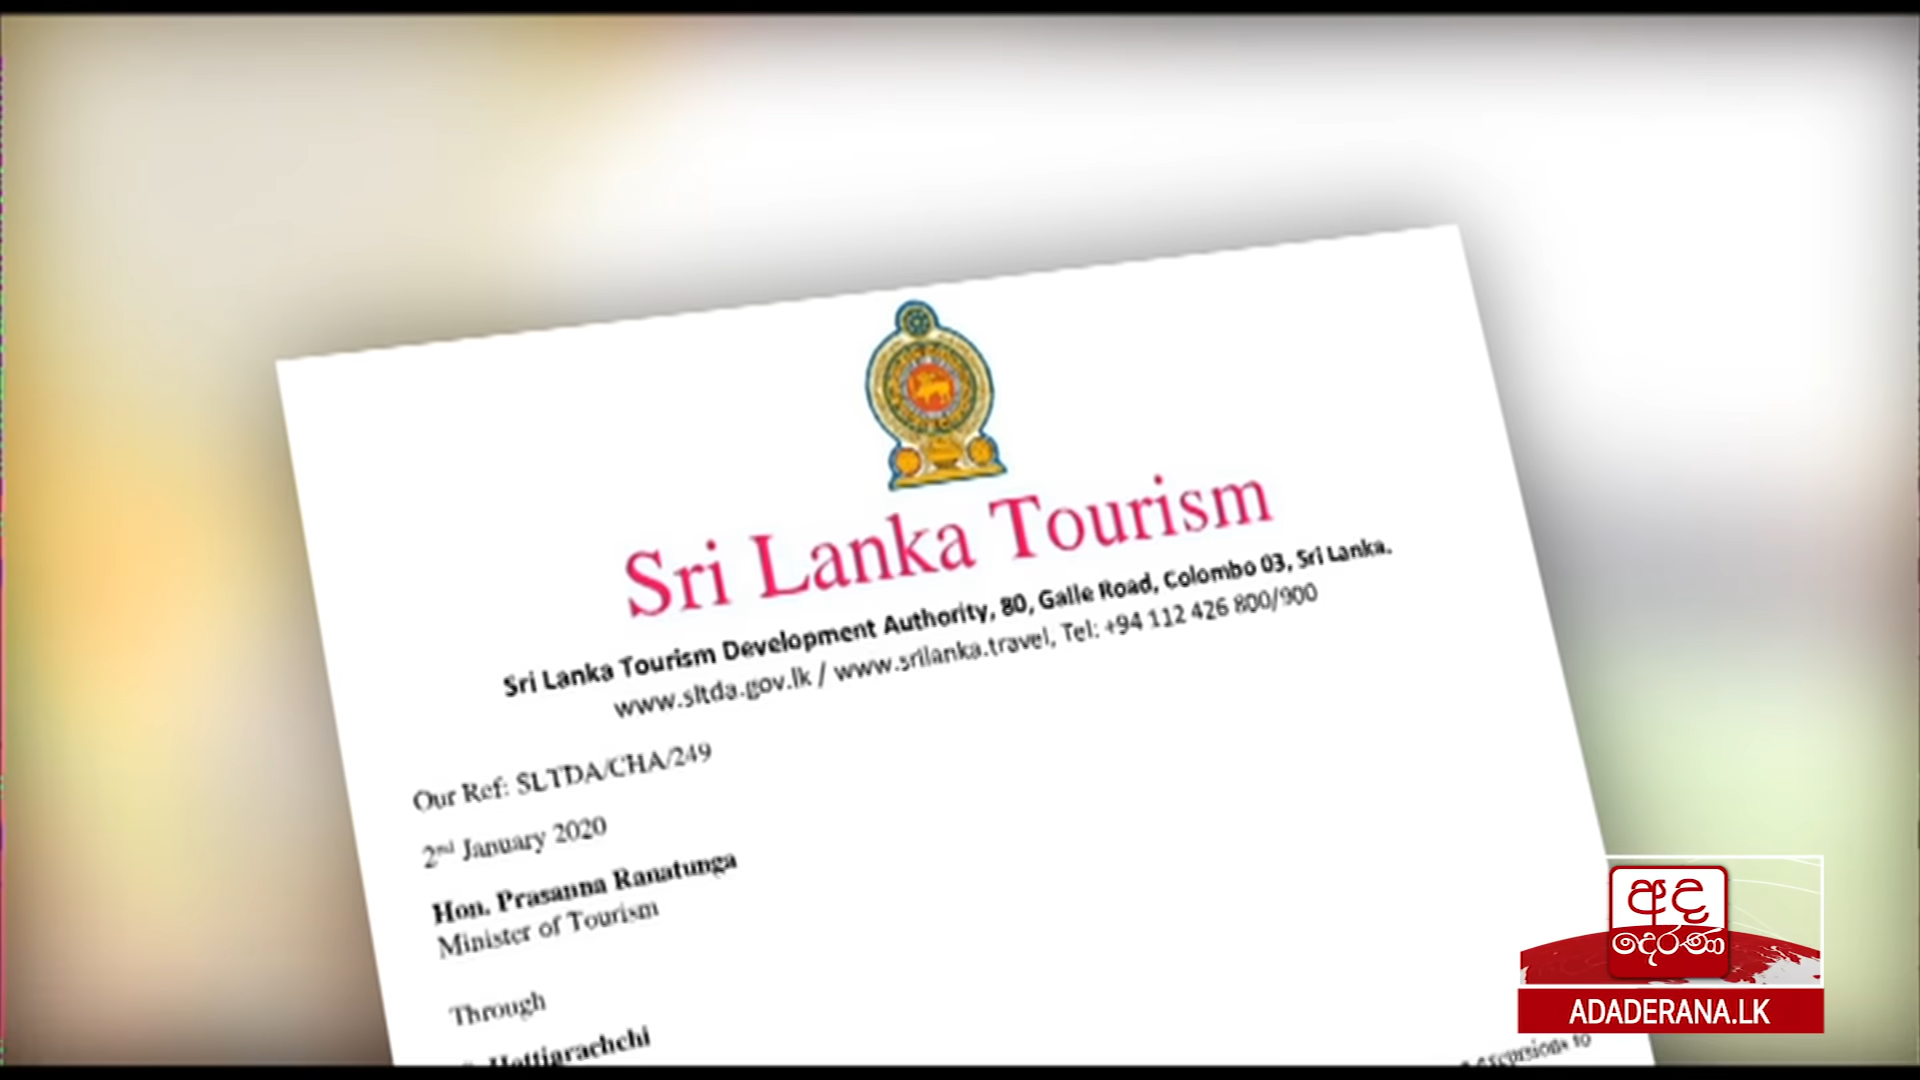 Sri Lanka Tourism
Sri Lanka Tourism Development Authority, 80, Galle Road, Colombo 03, Sri Lanka.
www.sltda.gov.lk / www.srilanka.travel, Tel: +94 112 426 800/900
Our Ref: SLTDA/CHA/249
2nd January 2020
Hon. Prasanna Ranatunga
Minister of Tourism
Through
Hettiarachchi
to
අද
දෙරණ
ADADERANA.LK